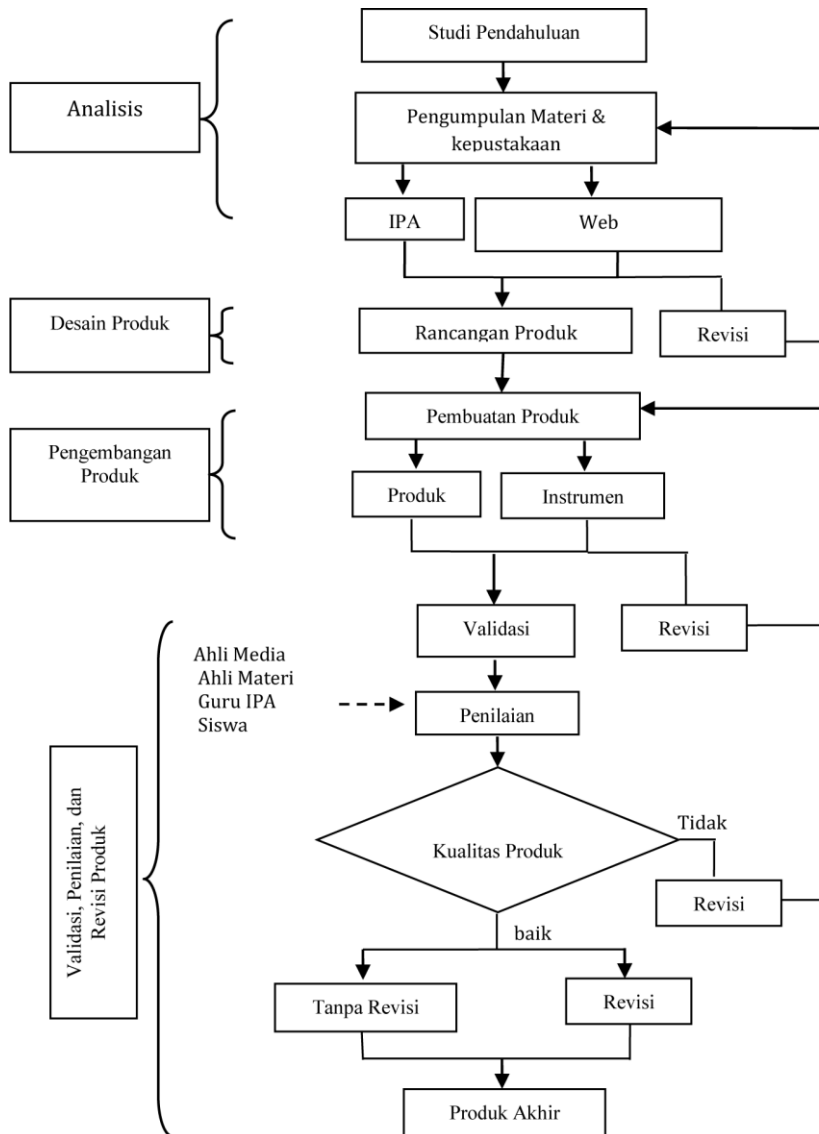 Studi Pendahuluan
Analisis
Pengumpulan Materi &
kepustakaan
IPA
Web
Desain Produk
Rancangan Produk
Revisi
Pembuatan Produk
Pengembangan
Produk
Produk
Instrumen
Validasi
Revisi
Ahli Media
Ahli Materi
Guru IPA
Siswa
Penilaian
Validasi, Penilaian, dan
Revisi Produk
Kualitas Produk
Tidak
Revisi
baik
Tanpa Revisi
Revisi
Produk Akhir